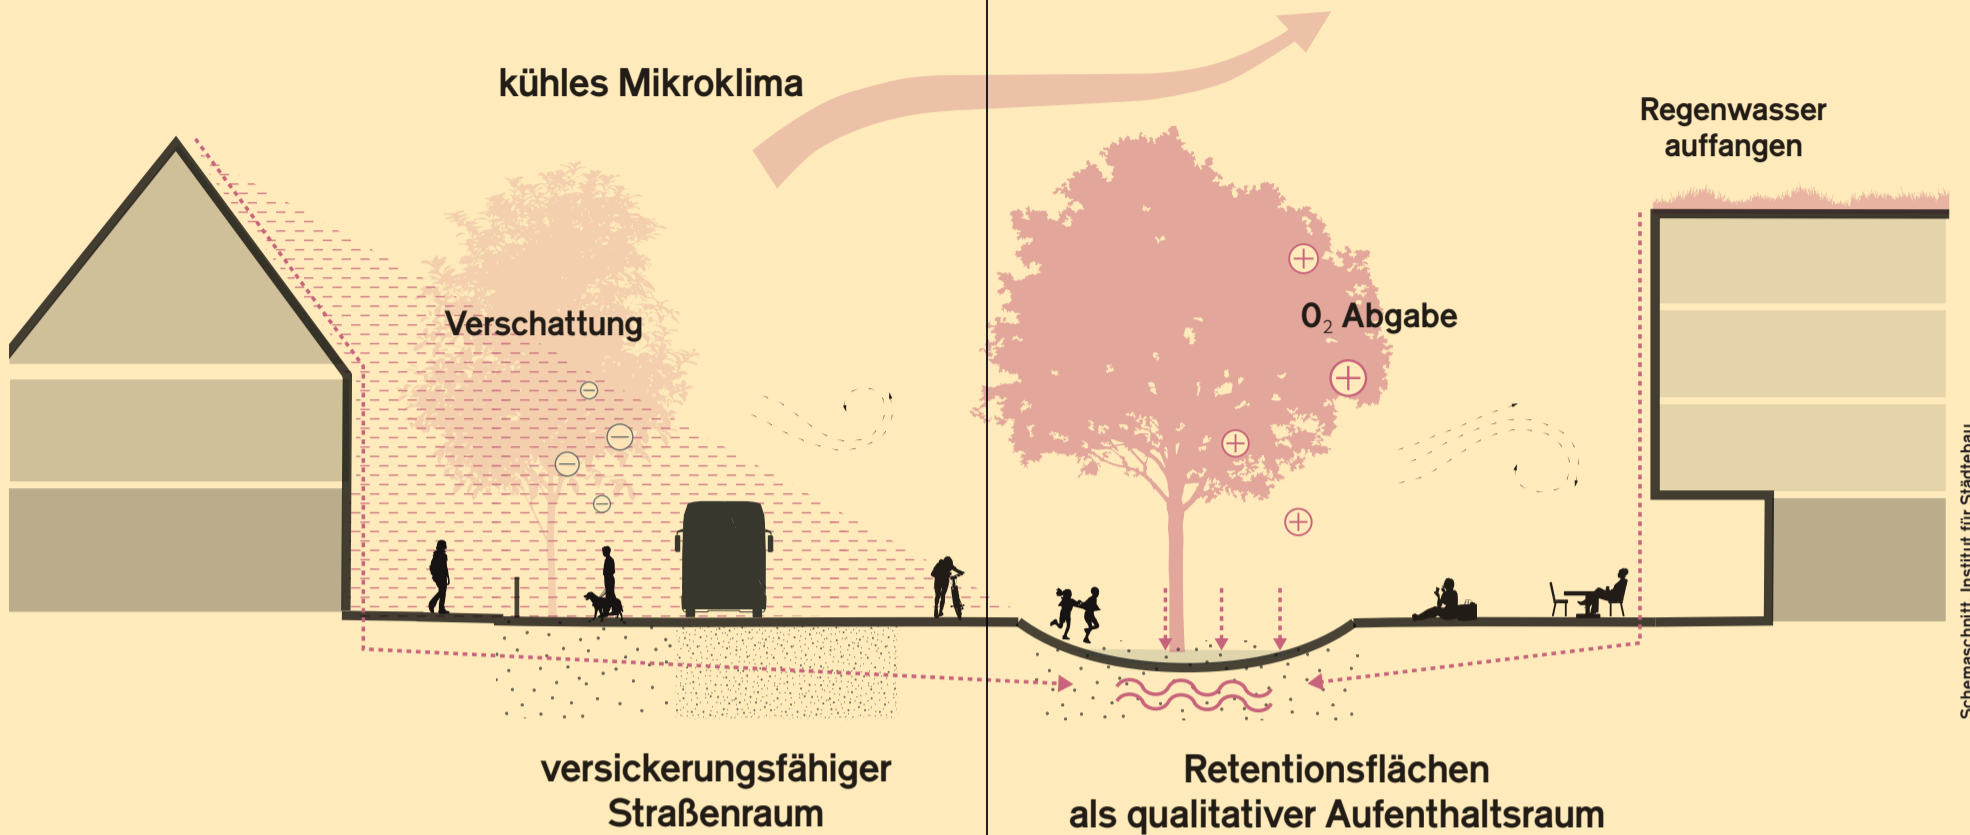 kühles Mikroklima
Regenwasser
auffangen
Verschattung
O₂ Abgabe
versickerungsfähiger
Straßenraum
Retentionsflächen
als qualitativer Aufenthaltsraum
Schemaschnitt, Institut für Städtebau